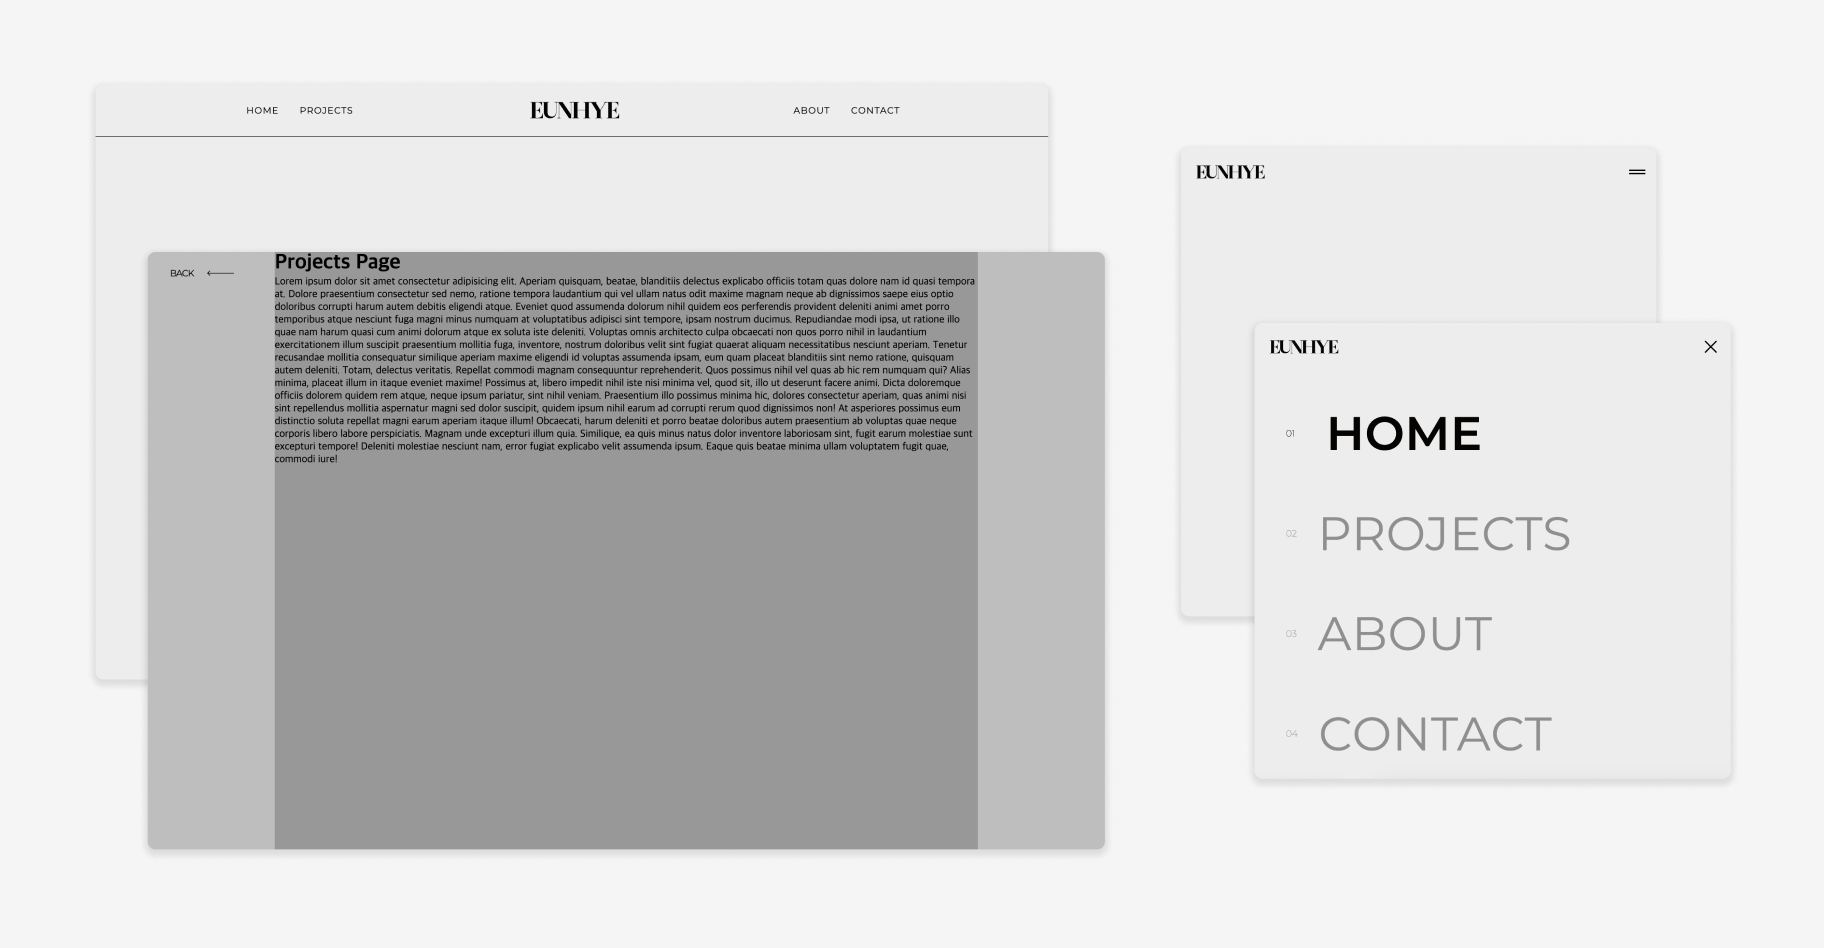 HOME PROJECTS EUNHYE ABOUT CONTACT
BACK
Projects Page
Lorem ipsum dolor sit amet consectetur adipisicing elit. Aperiam quisquam, beatae, blanditiis delectus explicabo officiis totam quas dolore nam id quasi tempora
at. Dolore praesentium consectetur sed nemo, ratione tempora laudantium qui vel ullam natus odit maxime magnam neque ab dignissimos saepe eius optio
doloribus corrupti harum autem debitis eligendi atque. Eveniet quod assumenda dolorum nihil quidem eos perferendis provident deleniti animi amet porro
temporibus atque nesciunt fuga magni minus numquam at voluptatibus adipisci sint tempore, ipsam nostrum ducimus. Repudiandae modi ipsa, ut ratione illo
quae nam harum quasi cum animi dolorum atque ex soluta iste deleniti. Voluptas omnis architecto culpa obcaecati non quos porro nihil in laudantium
exercitationem illum suscipit praesentium mollitia fuga, inventore, nostrum doloribus velit sint fugiat quaerat aliquam necessitatibus nesciunt aperiam. Tenetur
recusandae mollitia consequatur similique aperiam maxime eligendi id voluptas assumenda ipsam, eum quam placeat blanditiis sint nemo ratione, quisquam
autem deleniti. Totam, delectus veritatis. Repellat commodi magnam consequuntur reprehenderit. Quos possimus nihil vel quas ab hic rem numquam qui? Alias
minima, placeat illum in itaque eveniet maxime! Possimus at, libero impedit nihil iste nisi minima vel, quod sit, illo ut deserunt facere animi. Dicta doloremque
officiis dolorem quidem rem atque, neque ipsum pariatur, sint nihil veniam. Praesentium illo possimus minima hic, dolores consectetur aperiam, quas animi nisi
sint repellendus mollitia aspernatur magni sed dolor suscipit, quidem ipsum nihil earum ad corrupti rerum quod dignissimos non! At asperiores possimus eum
distinctio soluta repellat magni earum aperiam itaque illum! Obcaecati, harum deleniti et porro beatae doloribus autem praesentium ab voluptas quae neque
corporis libero labore perspiciatis. Magnam unde excepturi illum quia. Similique, ea quis minus natus dolor inventore laboriosam sint, fugit earum molestiae sunt
excepturi tempore! Deleniti molestiae nesciunt nam, error fugiat explicabo velit assumenda ipsum. Eaque quis beatae minima ullam voluptatem fugit quae,
commodi iure!
EUNHYE
EUNHYE
01 HOME
02 PROJECTS
03 ABOUT
04 CONTACT